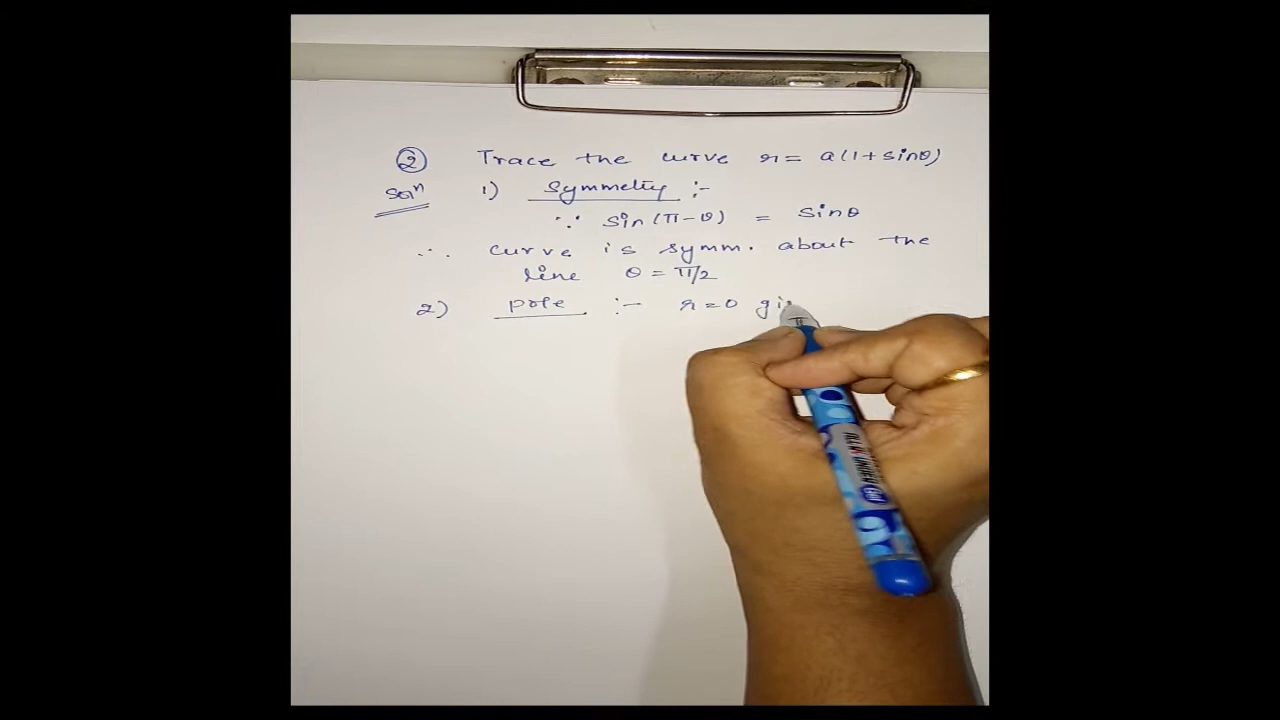 ② Trace the curve r = a(1 + sinθ)
Solⁿ 1) Symmetry :-
∵ sin(π-θ) = sinθ
∴ curve is symm. about the
line θ = π/2
2) Pole :- r = 0 gi